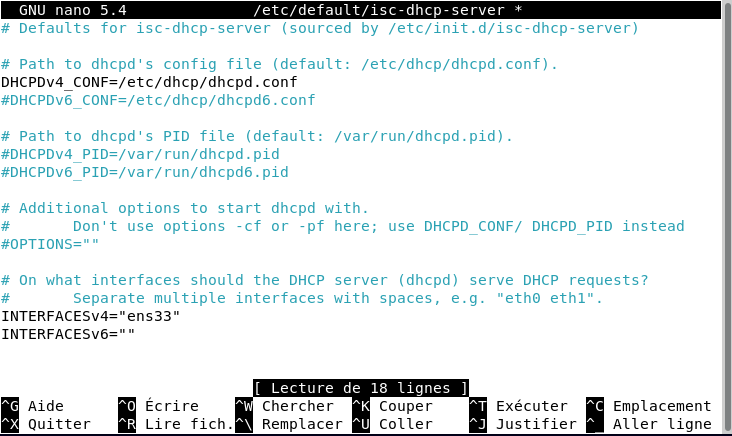 GNU nano 5.4 /etc/default/isc-dhcp-server *
# Defaults for isc-dhcp-server (sourced by /etc/init.d/isc-dhcp-server)
# Path to dhcpd's config file (default: /etc/dhcp/dhcpd.conf).
DHCPDv4_CONF=/etc/dhcp/dhcpd.conf
#DHCPDv6_CONF=/etc/dhcp/dhcpd6.conf
# Path to dhcpd's PID file (default: /var/run/dhcpd.pid).
#DHCPDv4_PID=/var/run/dhcpd.pid
#DHCPDv6_PID=/var/run/dhcpd6.pid
# Additional options to start dhcpd with.
#       Don't use options -cf or -pf here; use DHCPD_CONF/ DHCPD_PID instead
#OPTIONS=""
# On what interfaces should the DHCP server (dhcpd) serve DHCP requests?
#       Separate multiple interfaces with spaces, e.g. "eth0 eth1".
INTERFACESv4="ens33"
INTERFACESv6=""
[ Lecture de 18 lignes ]
^G Aide ^O Écrire ^W Chercher ^K Couper ^T Exécuter ^C Emplacement
^X Quitter ^R Lire fich. ^\ Remplacer ^U Coller ^J Justifier ^_ Aller ligne